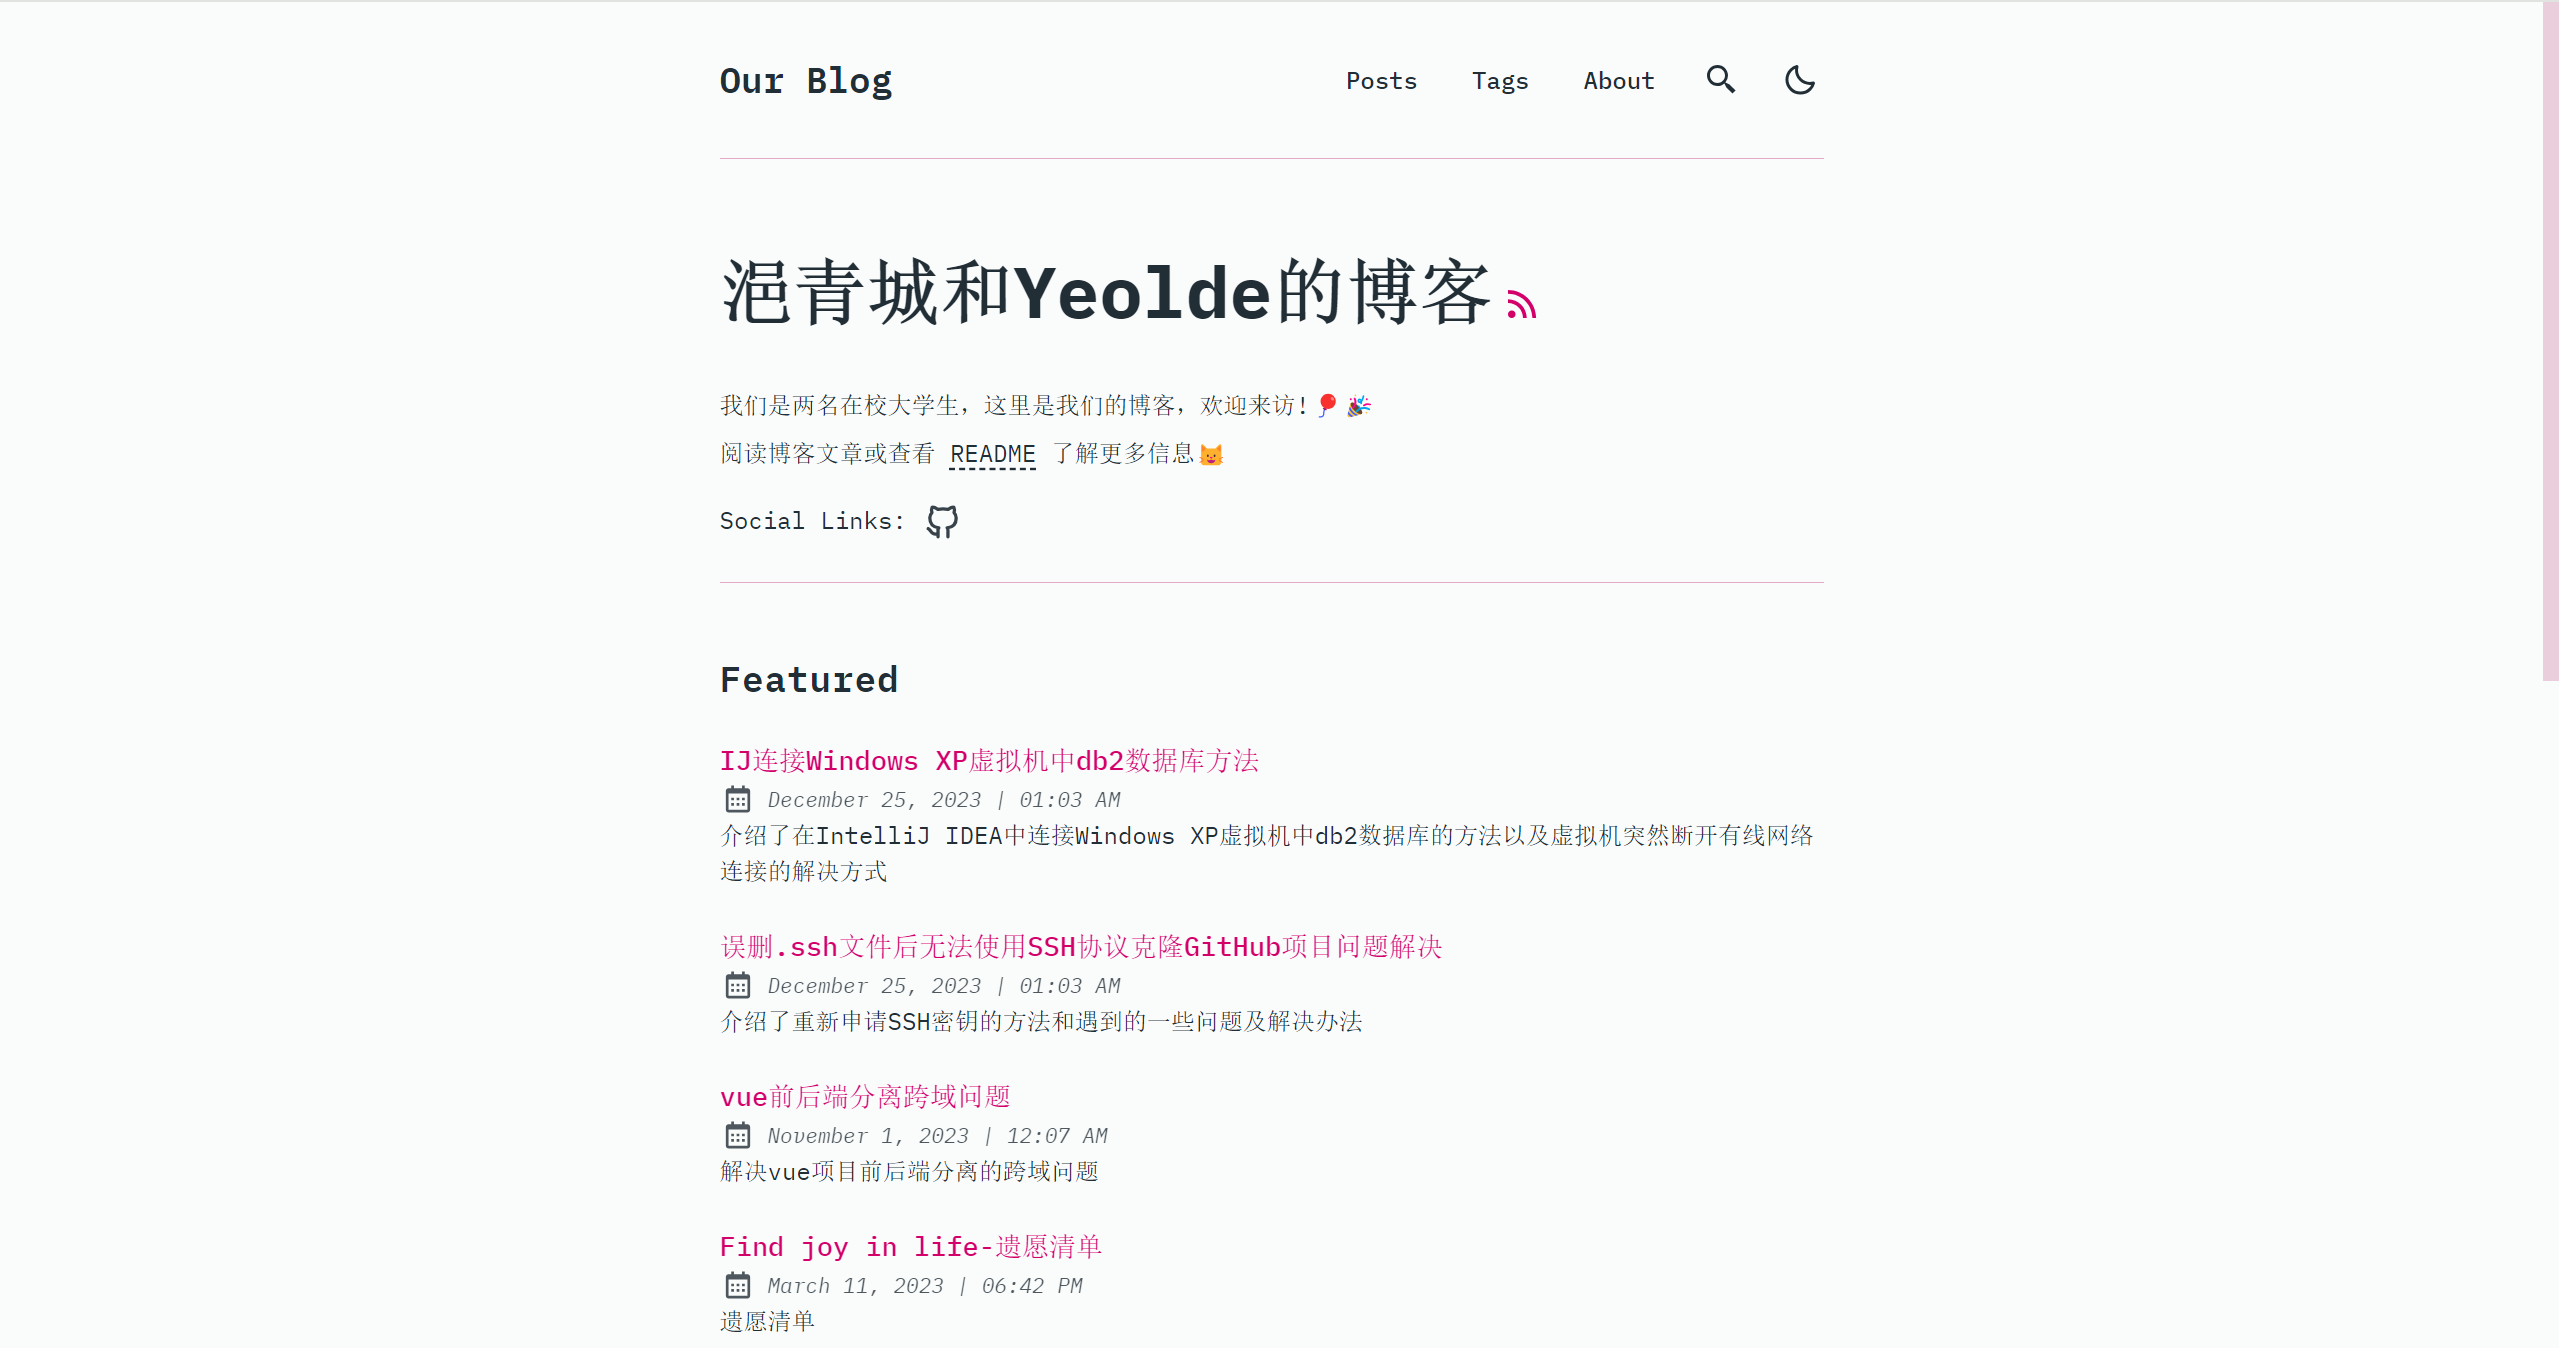 Our Blog
Posts Tags About
浥青城和Yeolde的博客
我们是两名在校大学生，这里是我们的博客，欢迎来访！🎈🎉
阅读博客文章或查看 README 了解更多信息😺
Social Links:
Featured
IJ连接Windows XP虚拟机中db2数据库方法
December 25, 2023 | 01:03 AM
介绍了在IntelliJ IDEA中连接Windows XP虚拟机中db2数据库的方法以及虚拟机突然断开有线网络
连接的解决方式
误删.ssh文件后无法使用SSH协议克隆GitHub项目问题解决
December 25, 2023 | 01:03 AM
介绍了重新申请SSH密钥的方法和遇到的一些问题及解决办法
vue前后端分离跨域问题
November 1, 2023 | 12:07 AM
解决vue项目前后端分离的跨域问题
Find joy in life-遗愿清单
March 11, 2023 | 06:42 PM
遗愿清单